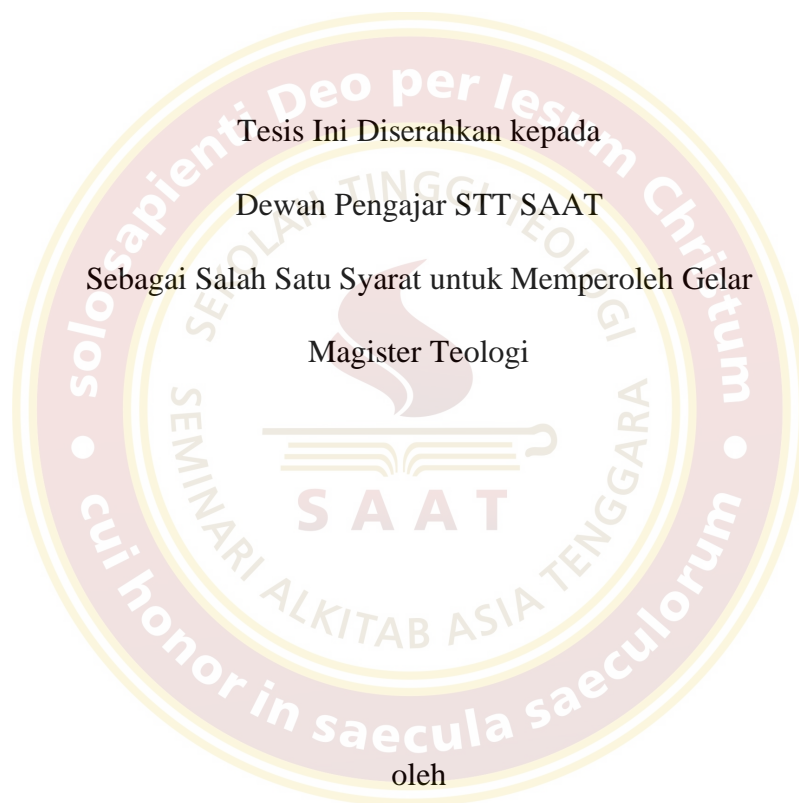 Tesis Ini Diserahkan kepada
Dewan Pengajar STT SAAT
Sebagai Salah Satu Syarat untuk Memperoleh Gelar
Magister Teologi
oleh
solo sapienti Deo per Iesum Christum
cui honor in saecula saeculorum
SEKOLAH TINGGI TEOLOGI
SEMINARI ALKITAB ASIA TENGGARA
SAAT